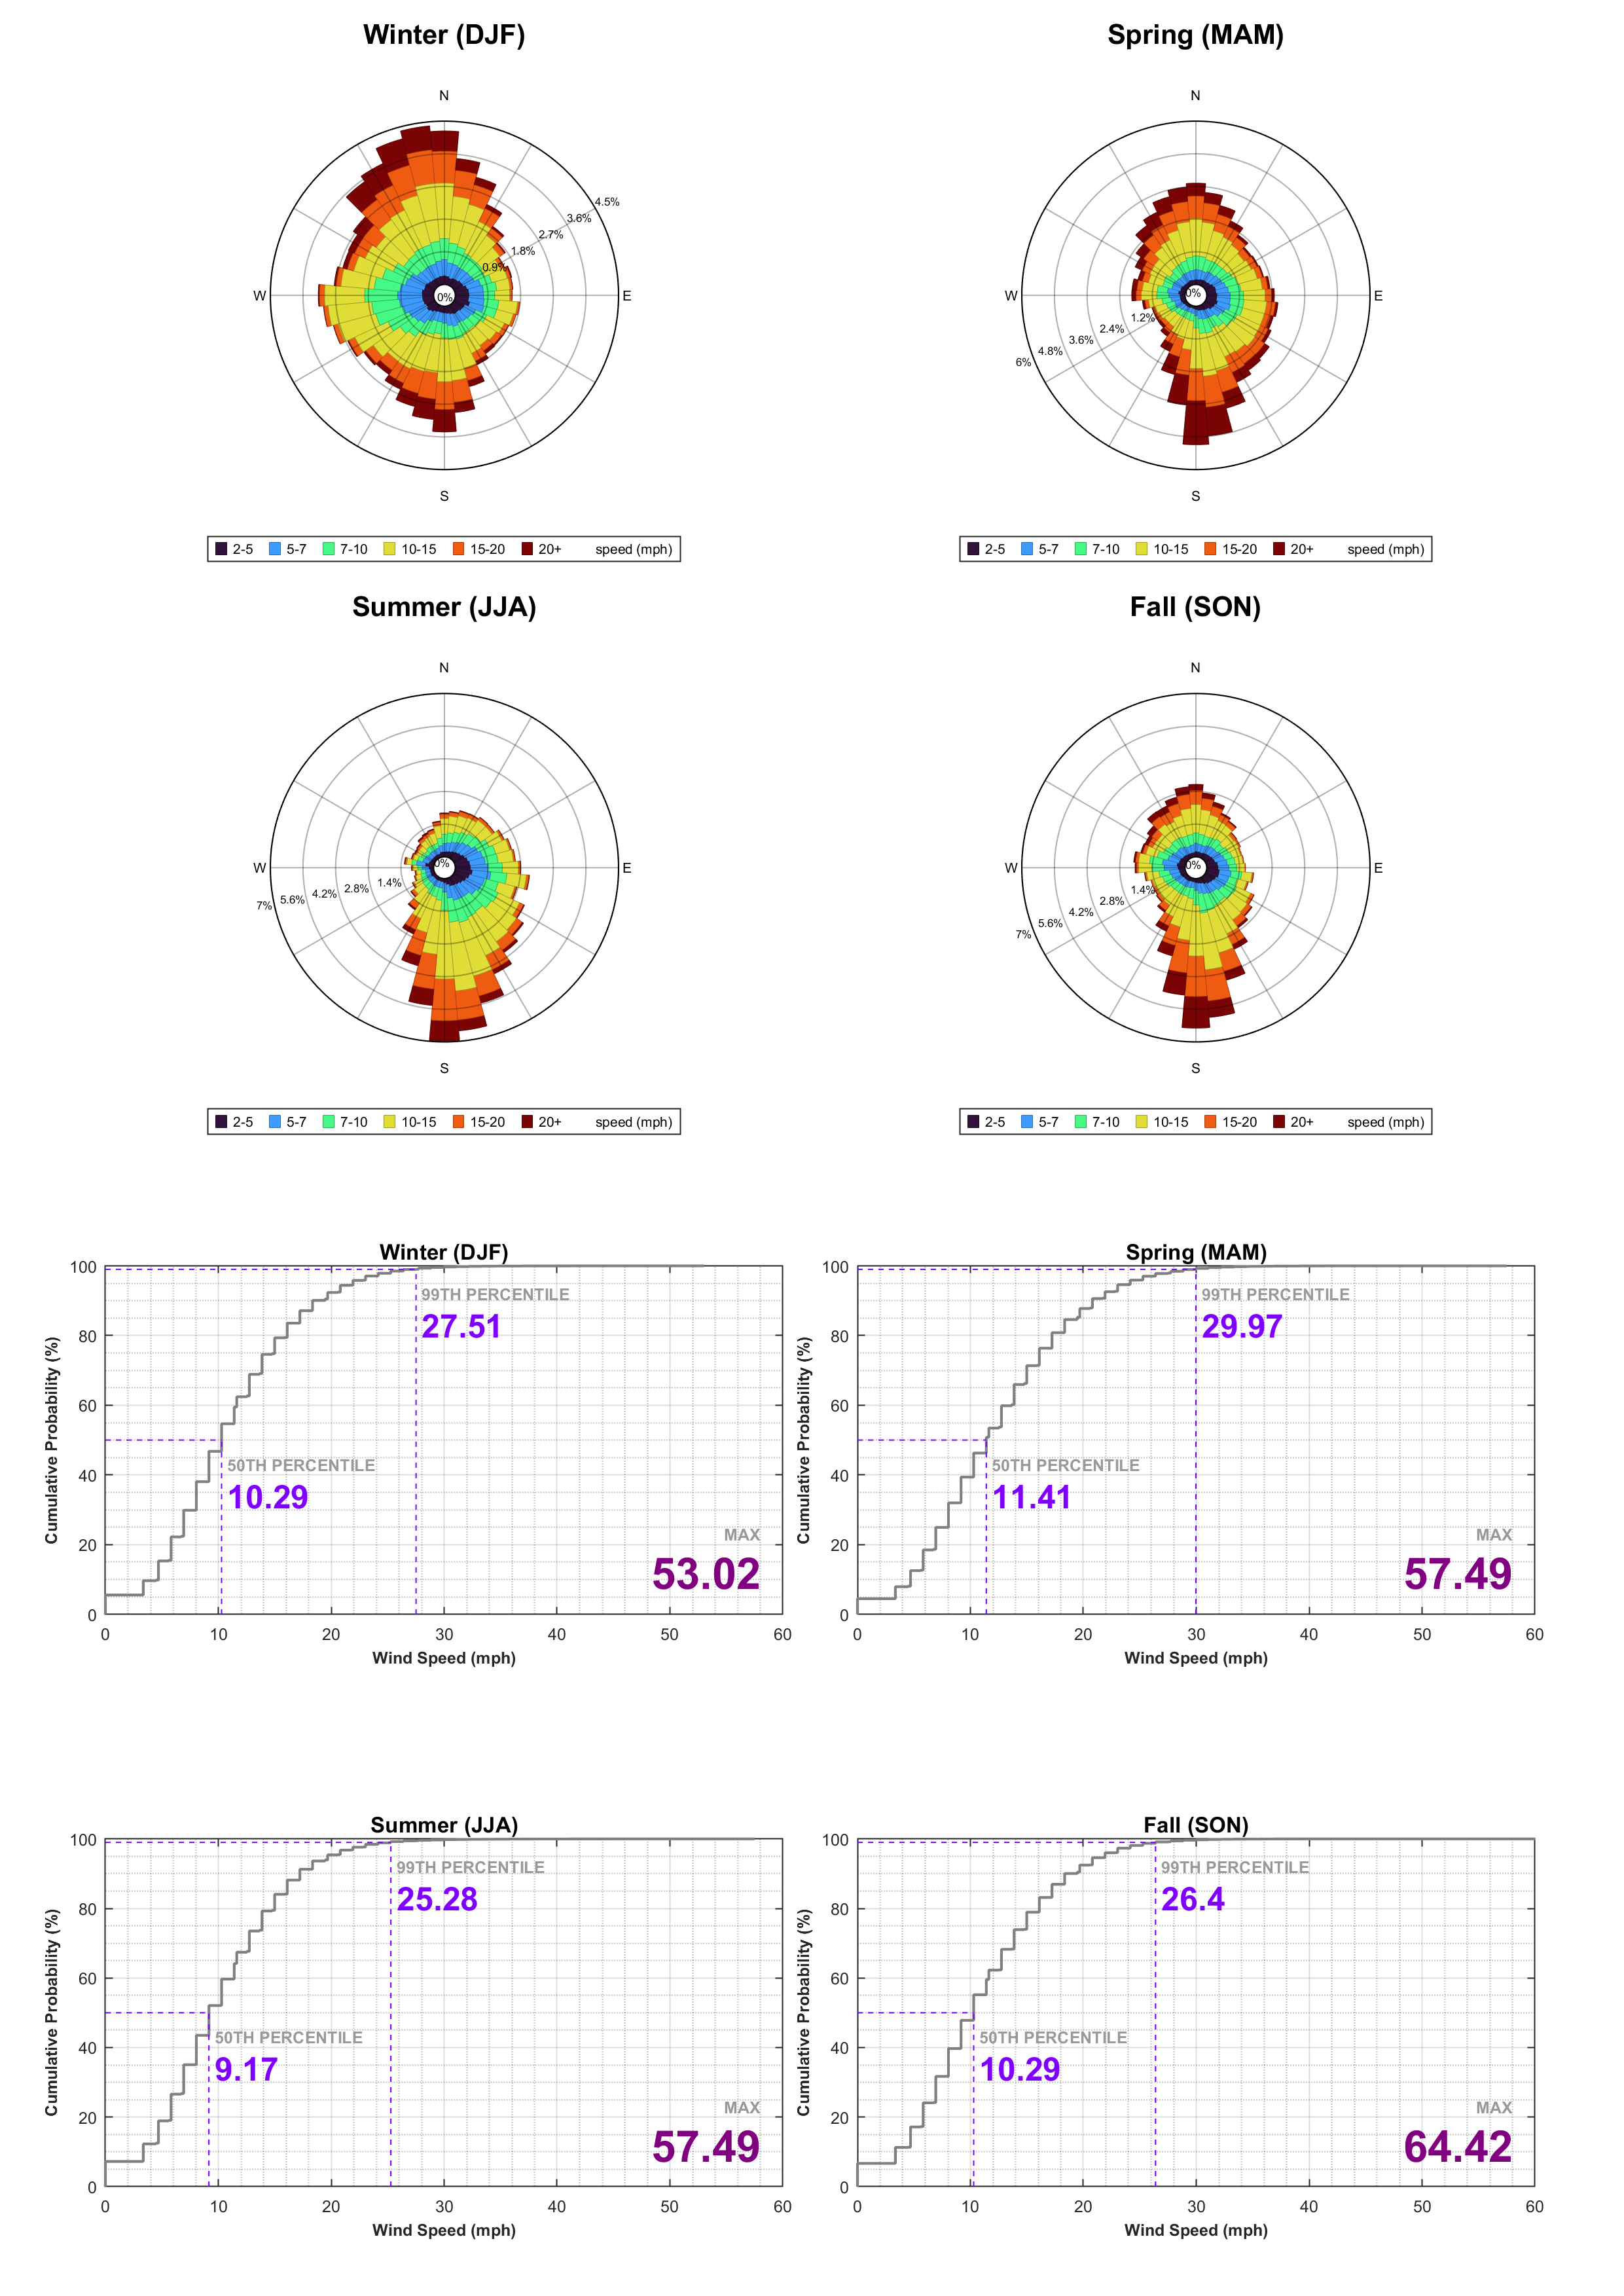 Winter (DJF)
Spring (MAM)
N
N
4.5%
3.6%
2.7%
1.8%
0.9%
W
0%
E
W
0%
E
1.2%
2.4%
3.6%
4.8%
6%
S
S
2-5 5-7 7-10 10-15 15-20 20+ speed (mph)
2-5 5-7 7-10 10-15 15-20 20+ speed (mph)
Summer (JJA)
Fall (SON)
N
N
W
0%
E
W
0%
E
1.4%
2.8%
4.2%
5.6%
7%
1.4%
2.8%
4.2%
5.6%
7%
S
S
2-5 5-7 7-10 10-15 15-20 20+ speed (mph)
2-5 5-7 7-10 10-15 15-20 20+ speed (mph)
Winter (DJF)
100
80
60
40
20
0
Cumulative Probability (%)
99TH PERCENTILE
27.51
50TH PERCENTILE
10.29
MAX
53.02
0 10 20 30 40 50 60
Wind Speed (mph)
Spring (MAM)
100
80
60
40
20
0
Cumulative Probability (%)
99TH PERCENTILE
29.97
50TH PERCENTILE
11.41
MAX
57.49
0 10 20 30 40 50 60
Wind Speed (mph)
Summer (JJA)
100
80
60
40
20
0
Cumulative Probability (%)
99TH PERCENTILE
25.28
50TH PERCENTILE
9.17
MAX
57.49
0 10 20 30 40 50 60
Wind Speed (mph)
Fall (SON)
100
80
60
40
20
0
Cumulative Probability (%)
99TH PERCENTILE
26.4
50TH PERCENTILE
10.29
MAX
64.42
0 10 20 30 40 50 60
Wind Speed (mph)